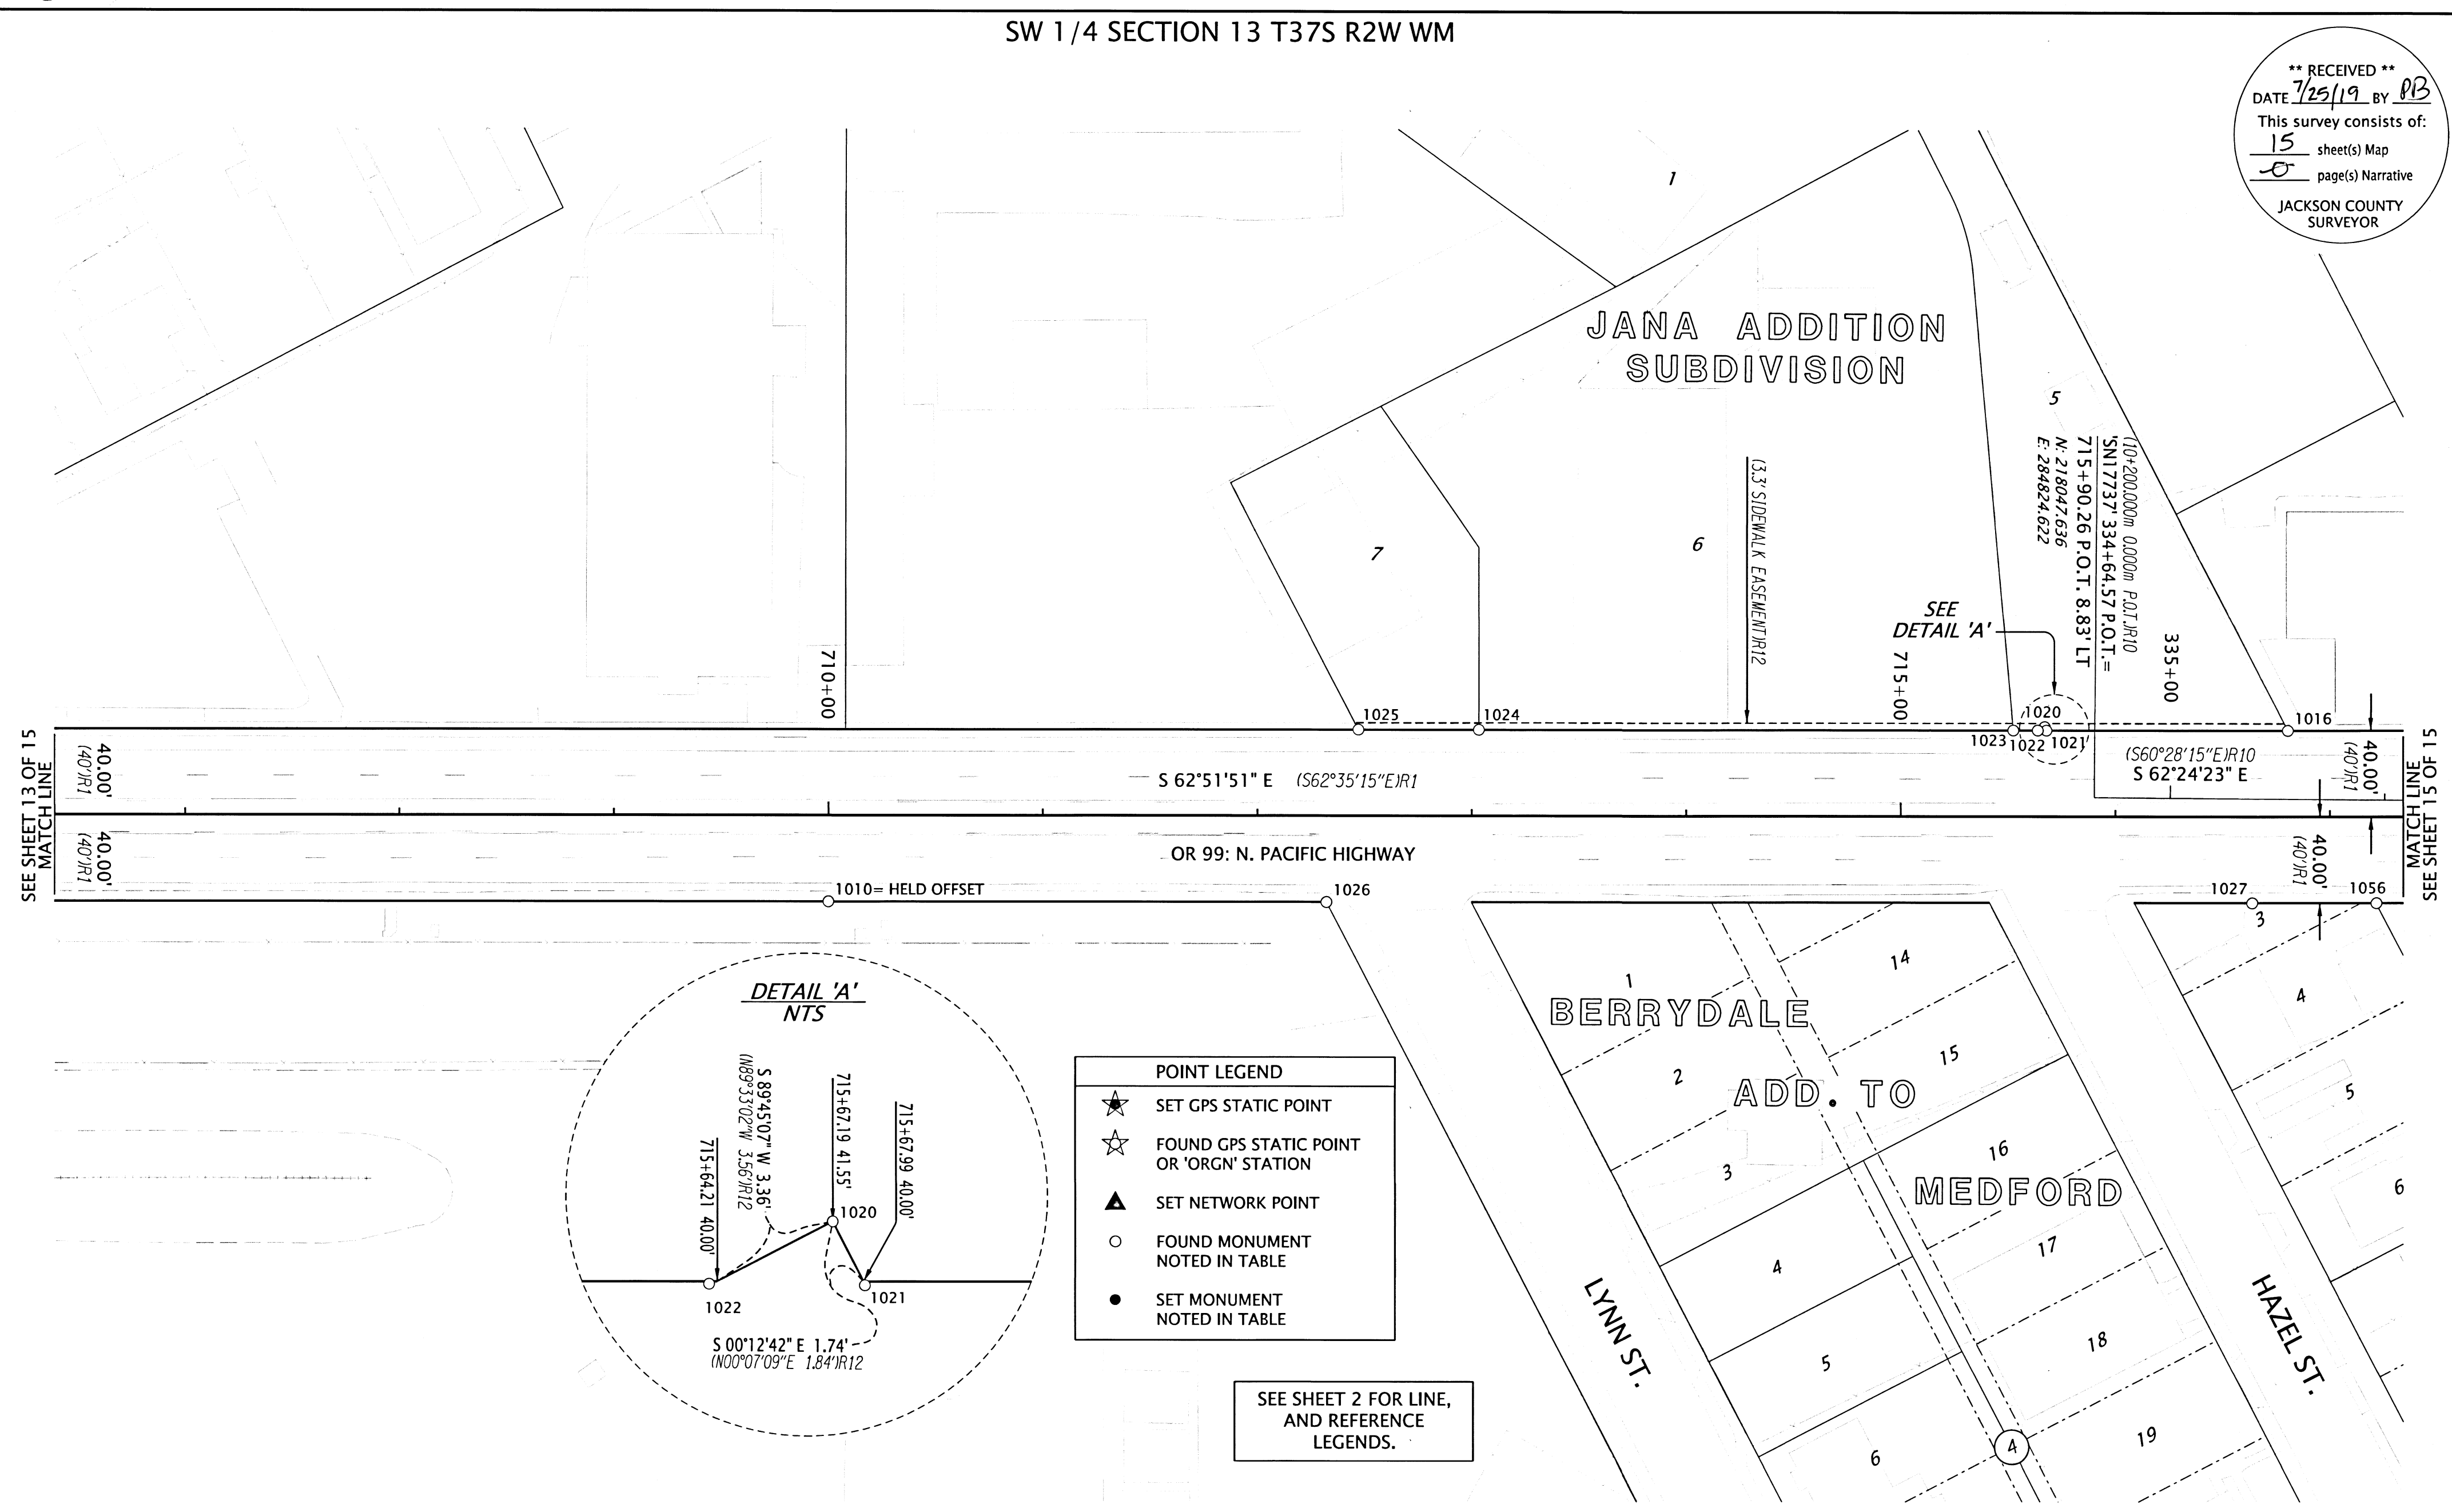 SW 1/4 SECTION 13 T37S R2W WM
** RECEIVED **
DATE 7/25/19 BY PB
This survey consists of:
15 sheet(s) Map
0 page(s) Narrative
JACKSON COUNTY
SURVEYOR
1
JANA ADDITION
SUBDIVISION
5
7
6
(3.3' SIDEWALK EASEMENT)R12
(10+200.000m 0.000m P.O.T.)R10
'SN17737' 334+64.57 P.O.T.=
715+90.26 P.O.T. 8.83' LT
N: 218047.636
E: 284824.622
SEE
DETAIL 'A'
710+00
715+00
335+00
1025
1024
1020
1016
1023
1022
1021
SEE SHEET 13 OF 15
MATCH LINE
40.00'
(40')R1
S 62°51'51" E (S62°35'15"E)R1
(S60°28'15"E)R10
S 62°24'23" E
40.00'
(40')R1
MATCH LINE
SEE SHEET 15 OF 15
40.00'
(40')R1
OR 99: N. PACIFIC HIGHWAY
40.00'
(40')R1
1010= HELD OFFSET
1026
1027
1056
3
DETAIL 'A'
NTS
715+64.21 40.00'
S 89°45'07" W 3.36'
(N89°33'02"W 3.56')R12
715+67.19 41.55'
715+67.99 40.00'
1020
1022
1021
S 00°12'42" E 1.74'
(N00°07'09"E 1.84')R12
POINT LEGEND
SET GPS STATIC POINT
FOUND GPS STATIC POINT
OR 'ORGN' STATION
SET NETWORK POINT
FOUND MONUMENT
NOTED IN TABLE
SET MONUMENT
NOTED IN TABLE
SEE SHEET 2 FOR LINE,
AND REFERENCE
LEGENDS.
1
14
4
BERRYDALE
2
15
5
ADD. TO
3
16
6
MEDFORD
4
17
5
18
6
19
4
LYNN ST.
HAZEL ST.